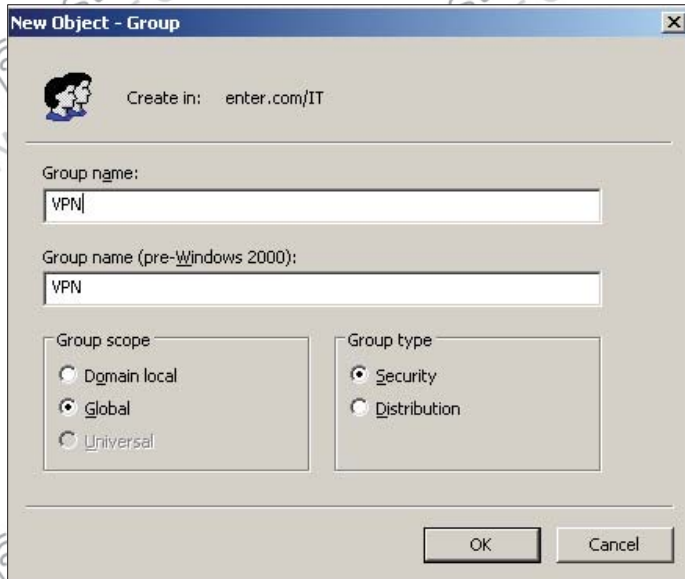 New Object - Group
Create in: enter.com/IT
Group name:
VPN
Group name (pre-Windows 2000):
VPN
Group scope
Group type
Domain local
Security
Global
Distribution
Universal
OK
Cancel